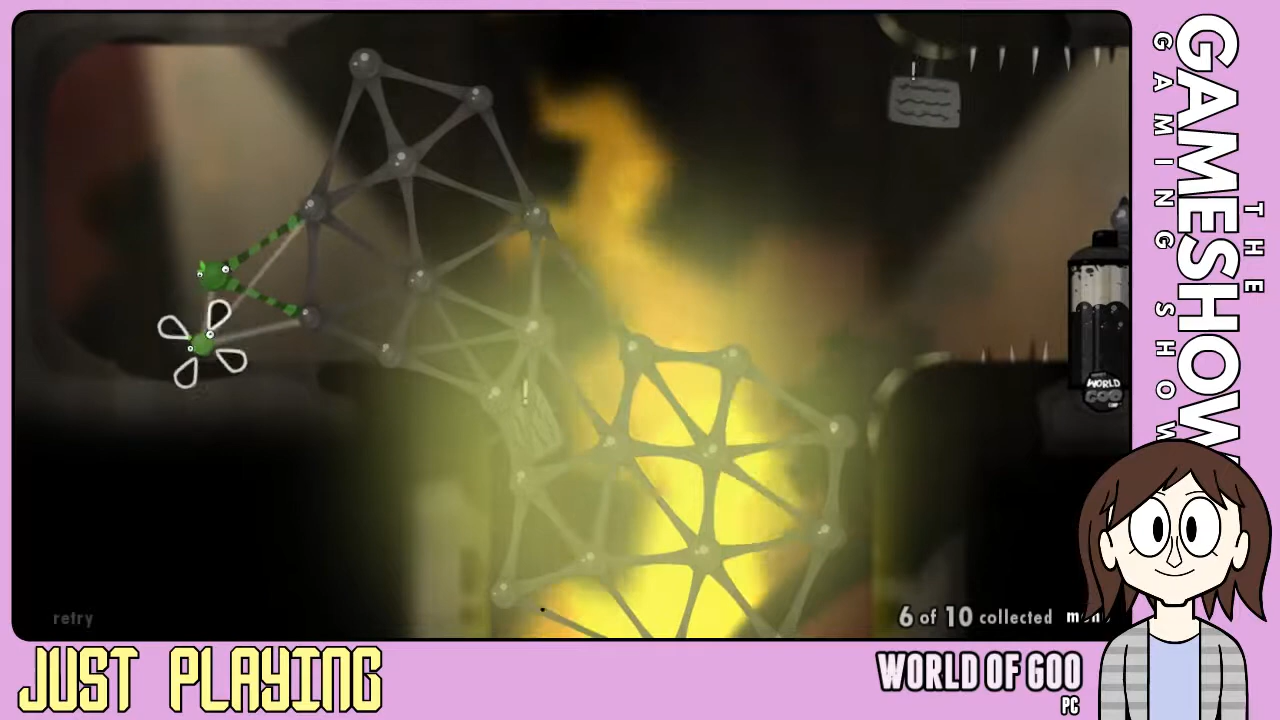 THE
GAMESHOW
GAMING SHOW
WORLD
GOO
retry
6 of 10 collected
JUST PLAYING
WORLD OF GOO
PC